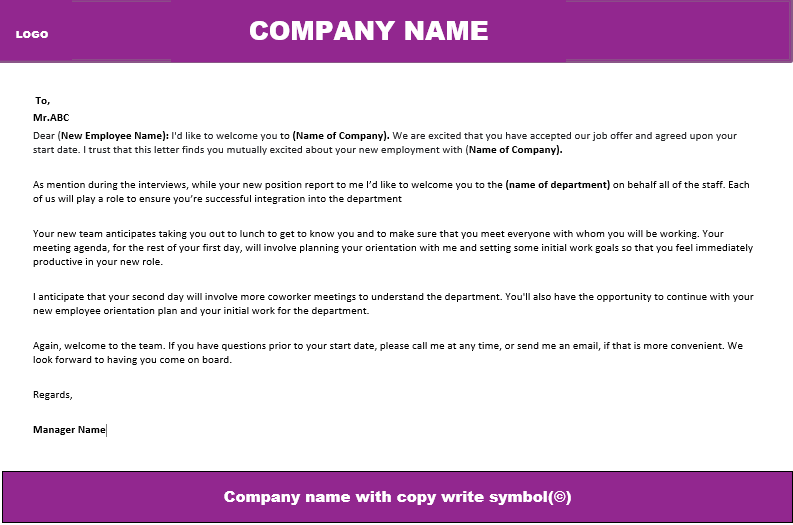 LOGO
COMPANY NAME
To,
Mr.ABC
Dear (New Employee Name): I'd like to welcome you to (Name of Company). We are excited that you have accepted our job offer and agreed upon your
start date. I trust that this letter finds you mutually excited about your new employment with (Name of Company).
As mention during the interviews, while your new position report to me I'd like to welcome you to the (name of department) on behalf all of the staff. Each
of us will play a role to ensure you're successful integration into the department
Your new team anticipates taking you out to lunch to get to know you and to make sure that you meet everyone with whom you will be working. Your
meeting agenda, for the rest of your first day, will involve planning your orientation with me and setting some initial work goals so that you feel immediately
productive in your new role.
I anticipate that your second day will involve more coworker meetings to understand the department. You'll also have the opportunity to continue with your
new employee orientation plan and your initial work for the department.
Again, welcome to the team. If you have questions prior to your start date, please call me at any time, or send me an email, if that is more convenient. We
look forward to having you come on board.
Regards,
Manager Name
Company name with copy write symbol(©)